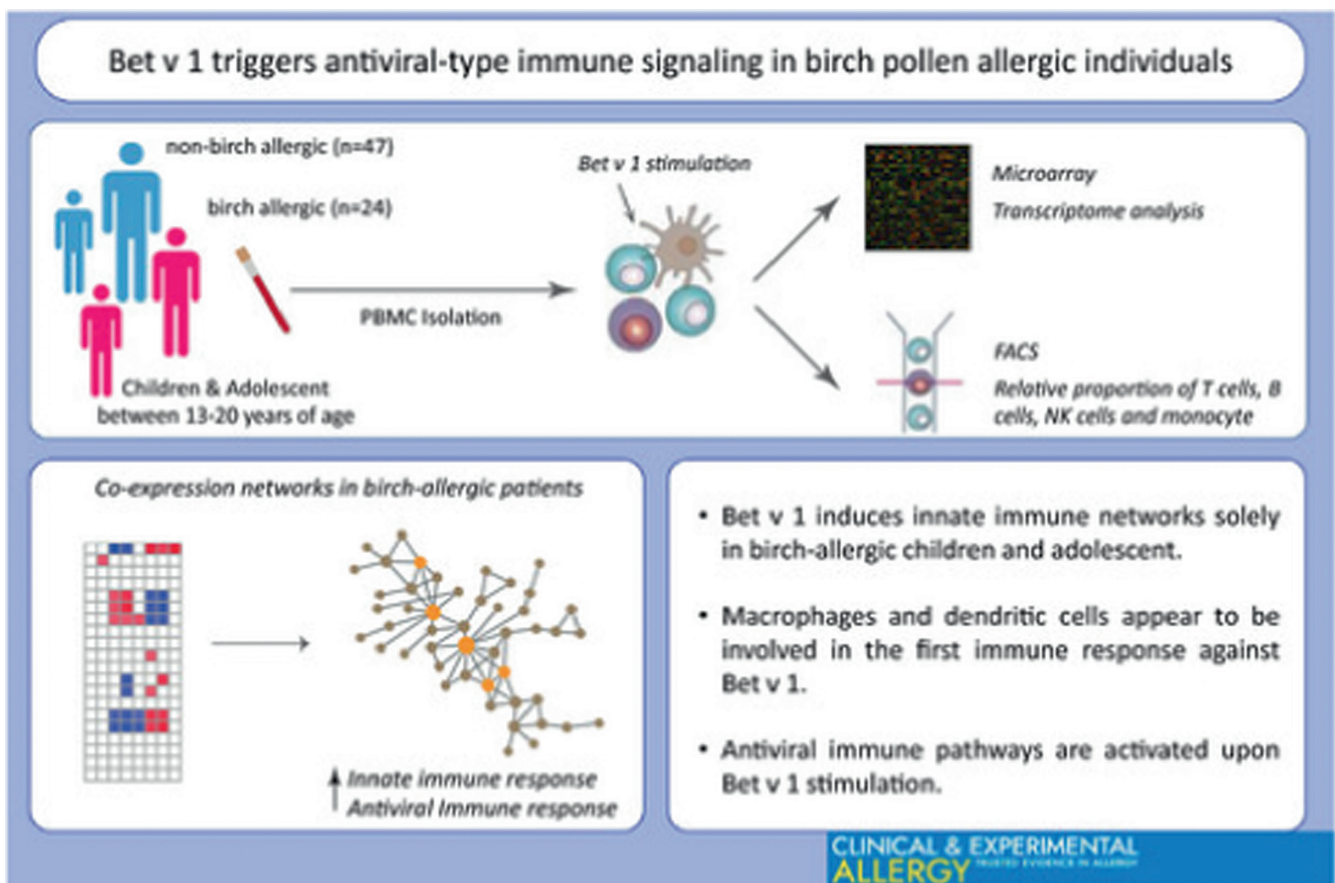 Bet v 1 triggers antiviral-type immune signaling in birch pollen allergic individuals
non-birch allergic (n=47)
birch allergic (n=24)
Children & Adolescent
between 13-20 years of age
PBMC Isolation
Bet v 1 stimulation
Microarray
Transcriptome analysis
FACS
Relative proportion of T cells, B
cells, NK cells and monocyte
Co-expression networks in birch-allergic patients
Innate immune response
Antiviral Immune response
• Bet v 1 induces innate immune networks solely
in birch-allergic children and adolescent.
• Macrophages and dendritic cells appear to be
involved in the first immune response against
Bet v 1.
• Antiviral immune pathways are activated upon
Bet v 1 stimulation.
CLINICAL & EXPERIMENTAL
ALLERGY TRUSTED EVIDENCE IN ALLERGY